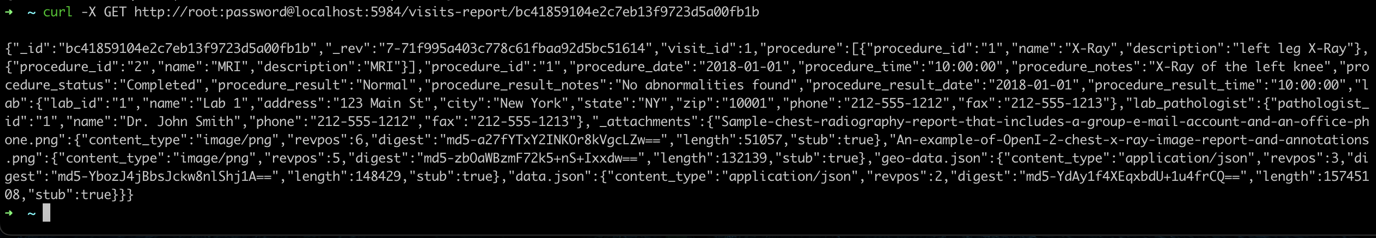 ➜  ~ curl -X GET http://root:password@localhost:5984/visits-report/bc41859104e2c7eb13f9723d5a00fb1b
{"_id":"bc41859104e2c7eb13f9723d5a00fb1b","_rev":"7-71f995a403c778c61fbaa92d5bc51614","visit_id":1,"procedure":[{"procedure_id":"1","name":"X-Ray","description":"left leg X-Ray"},
{"procedure_id":"2","name":"MRI","description":"MRI"}],"procedure_id":"1","procedure_date":"2018-01-01","procedure_time":"10:00:00","procedure_notes":"X-Ray of the left knee","pro
cedure_status":"Completed","procedure_result":"Normal","procedure_result_notes":"No abnormalities found","procedure_result_date":"2018-01-01","procedure_result_time":"10:00:00","l
ab":{"lab_id":"1","name":"Lab 1","address":"123 Main St","city":"New York","state":"NY","zip":"10001","phone":"212-555-1212","fax":"212-555-1213"},"lab_pathologist":{"pathologist_
id":"1","name":"Dr. John Smith","phone":"212-555-1212","fax":"212-555-1213"},"_attachments":{"Sample-chest-radiography-report-that-includes-a-group-e-mail-account-and-an-office-ph
one.png":{"content_type":"image/png","revpos":6,"digest":"md5-a27fYTxY2INKOr8kVgcLZw==","length":51057,"stub":true},"An-example-of-OpenI-2-chest-x-ray-image-report-and-annotations
.png":{"content_type":"image/png","revpos":5,"digest":"md5-zbOaWBzmF72k5+nS+Ixxdw==","length":132139,"stub":true},"geo-data.json":{"content_type":"application/json","revpos":3,"di
gest":"md5-YbozJ4jBbsJckw8nlShj1A==","length":148429,"stub":true},"data.json":{"content_type":"application/json","revpos":2,"digest":"md5-YdAy1f4XEqxbdU+1u4frCQ==","length":157451
08,"stub":true}}}
➜  ~